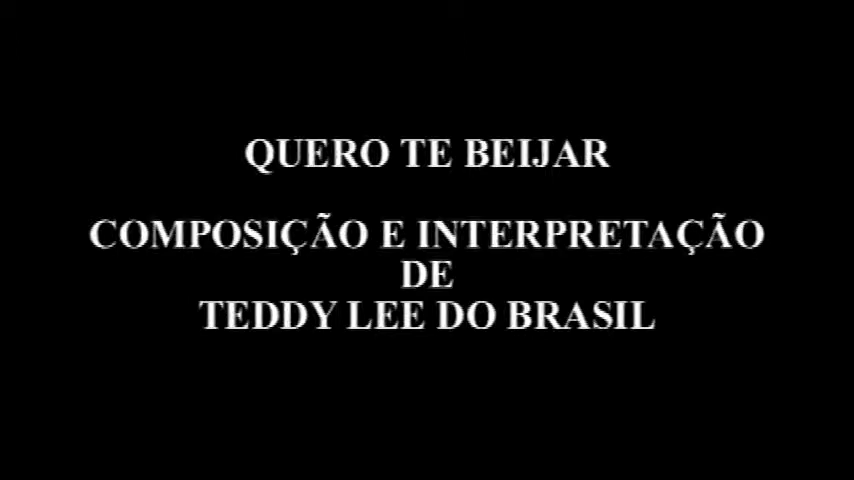 QUERO TE BEIJAR
COMPOSIÇÃO E INTERPRETAÇÃO
DE
TEDDY LEE DO BRASIL